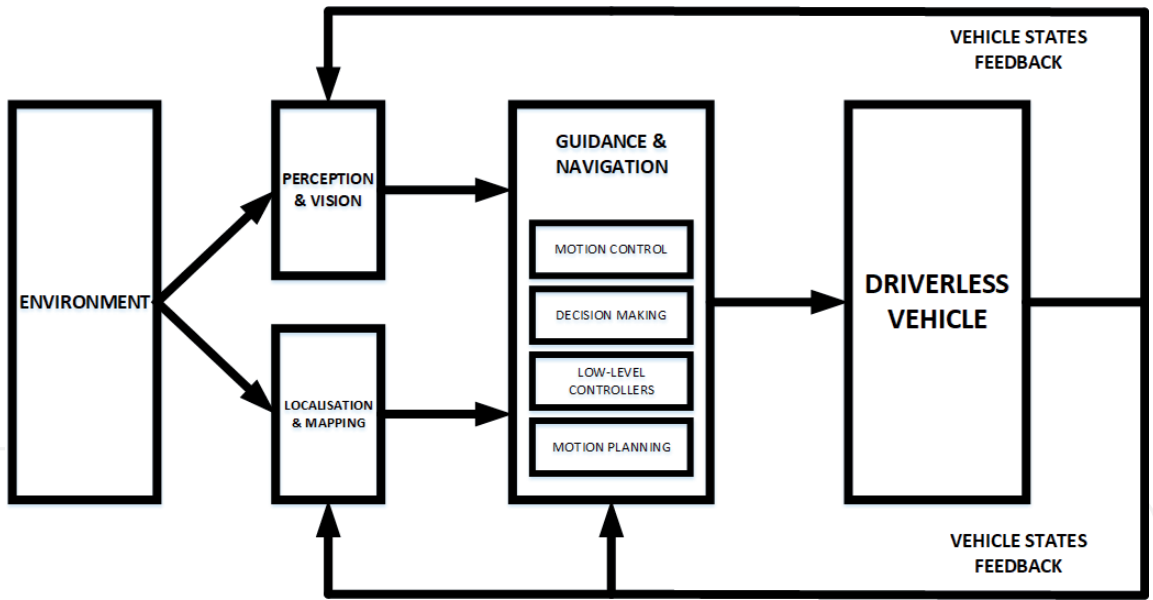 VEHICLE STATES
FEEDBACK
ENVIRONMENT
PERCEPTION
& VISION
LOCALISATION
& MAPPING
GUIDANCE &
NAVIGATION
MOTION CONTROL
DECISION MAKING
LOW-LEVEL
CONTROLLERS
MOTION PLANNING
DRIVERLESS
VEHICLE
VEHICLE STATES
FEEDBACK